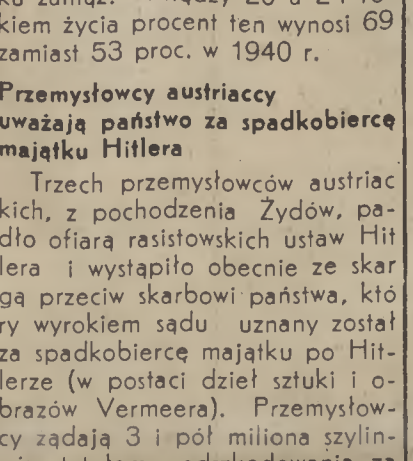 ku zamąż.
kiem życia procent ten wynosi 69
zamiast 53 proc. w 1940 r.
Przemysłowcy austriaccy
uważają państwo za spadkobiercę
majątku Hitlera
Trzech przemysłowców austriac
kich, z pochodzenia Żydów, pa-
dło ofiarą rasistowskich ustaw Hit
lera i wystąpiło obecnie ze skar
gą przeciw skarbowi państwa, któ
ry wyrokiem sądu uznany został
za spadkobiercę majątku po Hit-
lerze (w postaci dzieł sztuki i o-
brazów Vermeera). Przemysłow-
cy ządają 3 i pół miliona szylin-